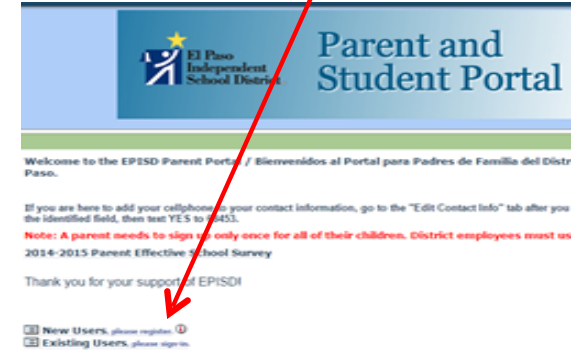 El Paso
Independent
School District
Parent and
Student Portal
Welcome to the EPISD Parent Portal / Bienvenidos al Portal para Padres de Familia del Distr
Paso.
If you are here to add your cellphone to your contact information, go to the "Edit Contact Info" tab after you
the identified field, then text YES to
Note: A parent needs to sign up only once for all of their children. District employees must us
2014-2015 Parent Effective School Survey
Thank you for your support of EPISD!
New Users, please register.
Existing Users, please sign-in.